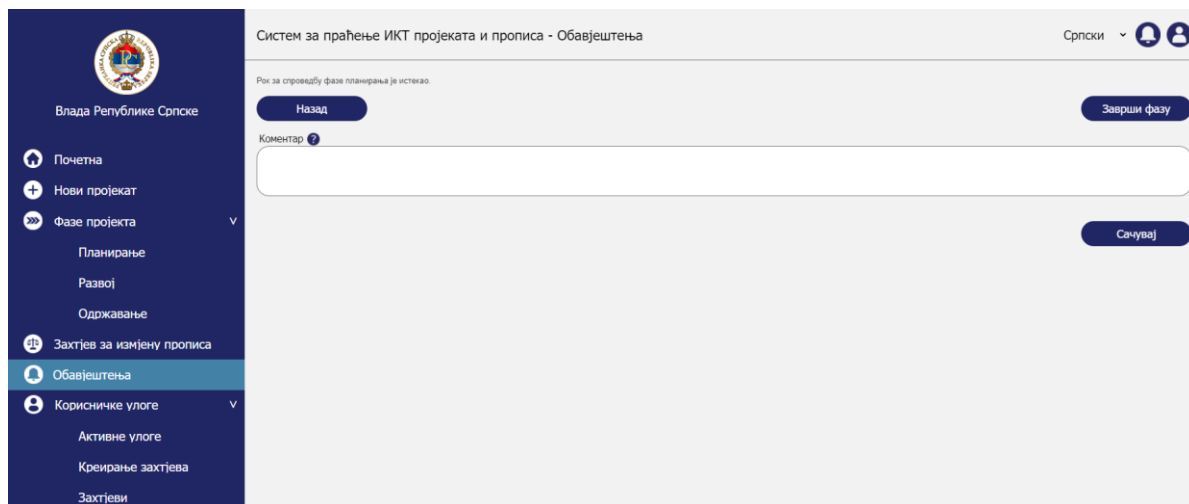 Влада Републике Српске
Почетна
Нови пројекат
Фазе пројекта
Планирање
Развој
Одржавање
Захтјев за измјену прописа
Обавјештења
Корисничке улоге
Активне улоге
Креирање захтјева
Захтјеви
Систем за праћење ИКТ пројеката и прописа - Обавјештења
Српски
Рок за спроведбу фазе планирања је истекао.
Назад
Заврши фазу
Коментар ?
Сачувај